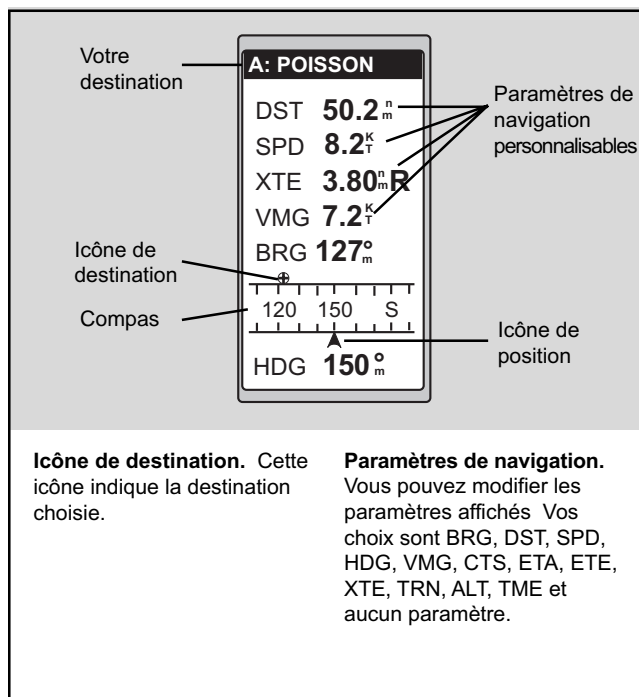 Votre
destination
A: POISSON
DST 50.2 n m
SPD 8.2 K T
XTE 3.80 n m R
VMG 7.2 K T
BRG 127° m
Paramètres de
navigation
personnalisables
Icône de
destination
120 150 S
Compas
Icône de
position
HDG 150° m
Icône de destination. Cette
icône indique la destination
choisie.
Paramètres de navigation.
Vous pouvez modifier les
paramètres affichés Vos
choix sont BRG, DST, SPD,
HDG, VMG, CTS, ETA, ETE,
XTE, TRN, ALT, TME et
aucun paramètre.